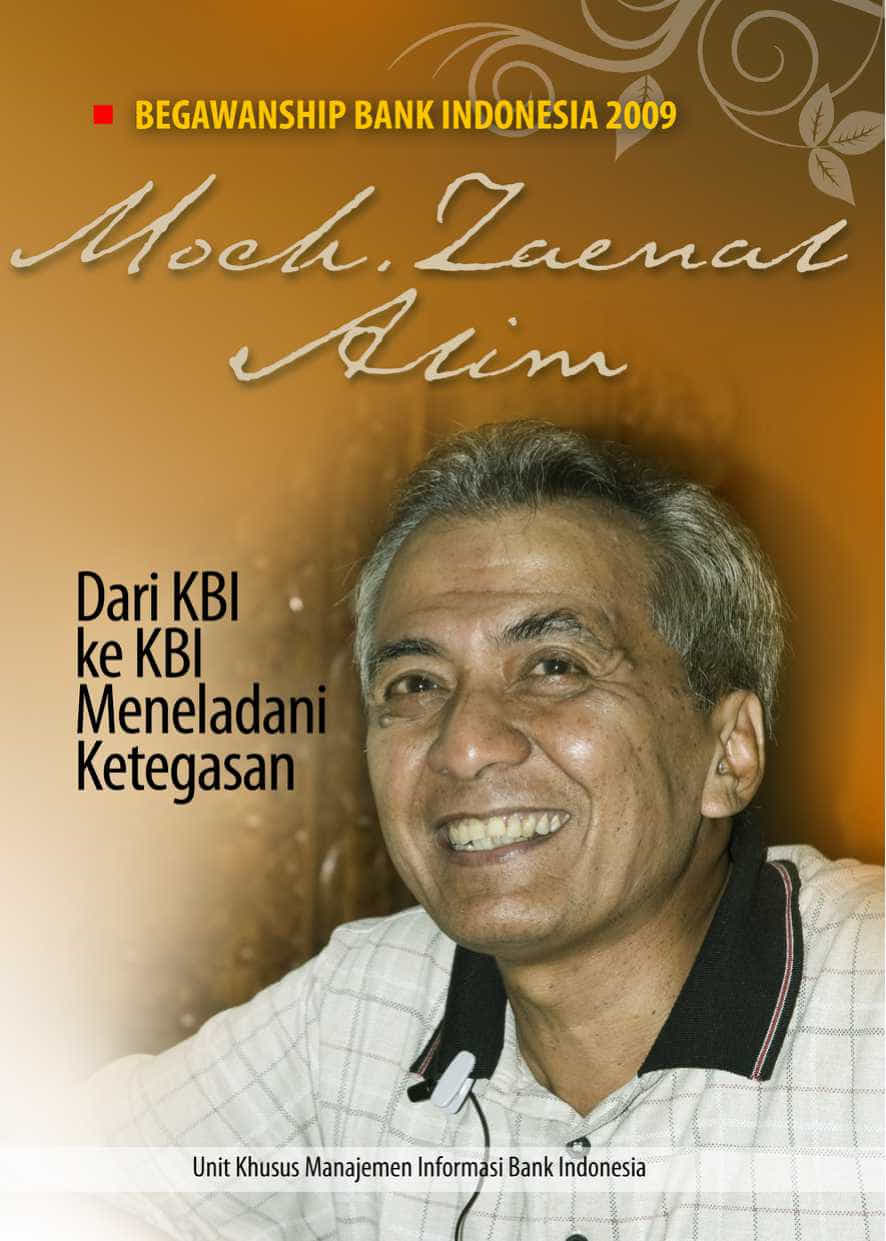 BEGAWANSHIP BANK INDONESIA 2009
Moch. Zaenal
Alim
Dari KBI
ke KBI
Meneladani
Ketegasan
Unit Khusus Manajemen Informasi Bank Indonesia